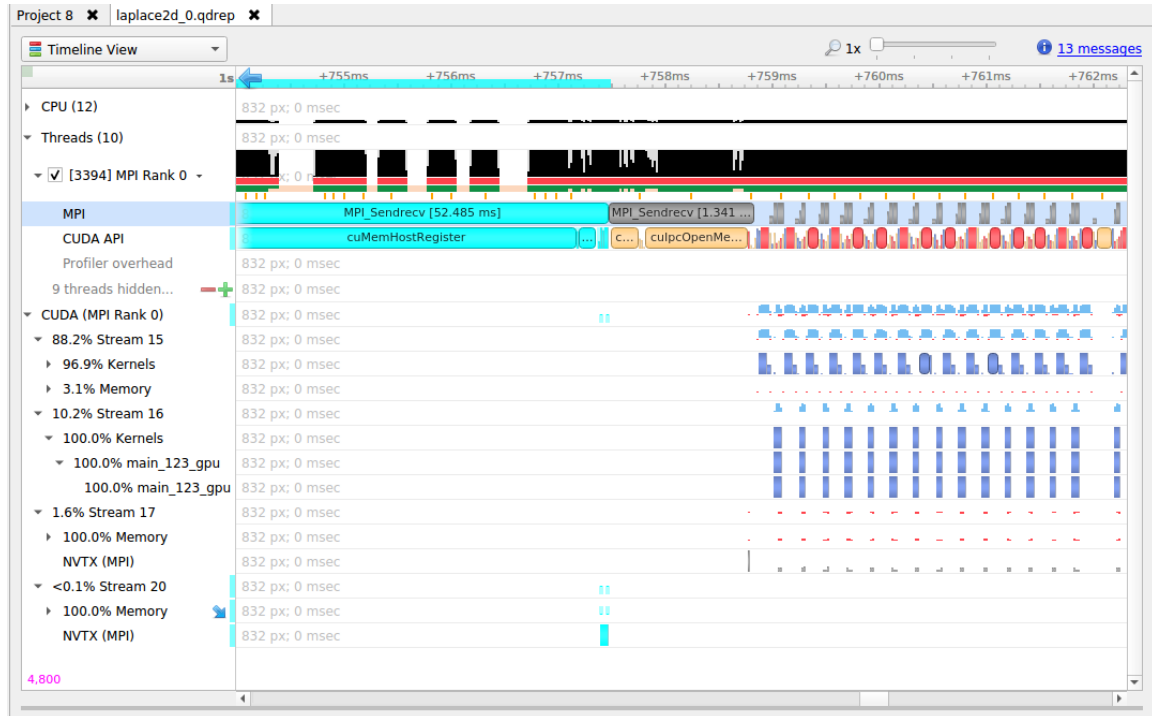 Project 8 ✖ laplace2d_0.qdrep ✖
Timeline View 1x 13 messages
1s +755ms +756ms +757ms +758ms +759ms +760ms +761ms +762ms
CPU (12) 832 px; 0 msec
Threads (10) 832 px; 0 msec
[3394] MPI Rank 0
MPI MPI_Sendrecv [52.485 ms] MPI_Sendrecv [1.341 ...
CUDA API cuMemHostRegister ... c... cuIpcOpenMe...
Profiler overhead 832 px; 0 msec
9 threads hidden... 832 px; 0 msec
CUDA (MPI Rank 0) 832 px; 0 msec
88.2% Stream 15 832 px; 0 msec
96.9% Kernels 832 px; 0 msec
3.1% Memory 832 px; 0 msec
10.2% Stream 16 832 px; 0 msec
100.0% Kernels 832 px; 0 msec
100.0% main_123_gpu 832 px; 0 msec
100.0% main_123_gpu 832 px; 0 msec
1.6% Stream 17 832 px; 0 msec
100.0% Memory 832 px; 0 msec
NVTX (MPI) 832 px; 0 msec
<0.1% Stream 20 832 px; 0 msec
100.0% Memory 832 px; 0 msec
NVTX (MPI) 832 px; 0 msec
4,800